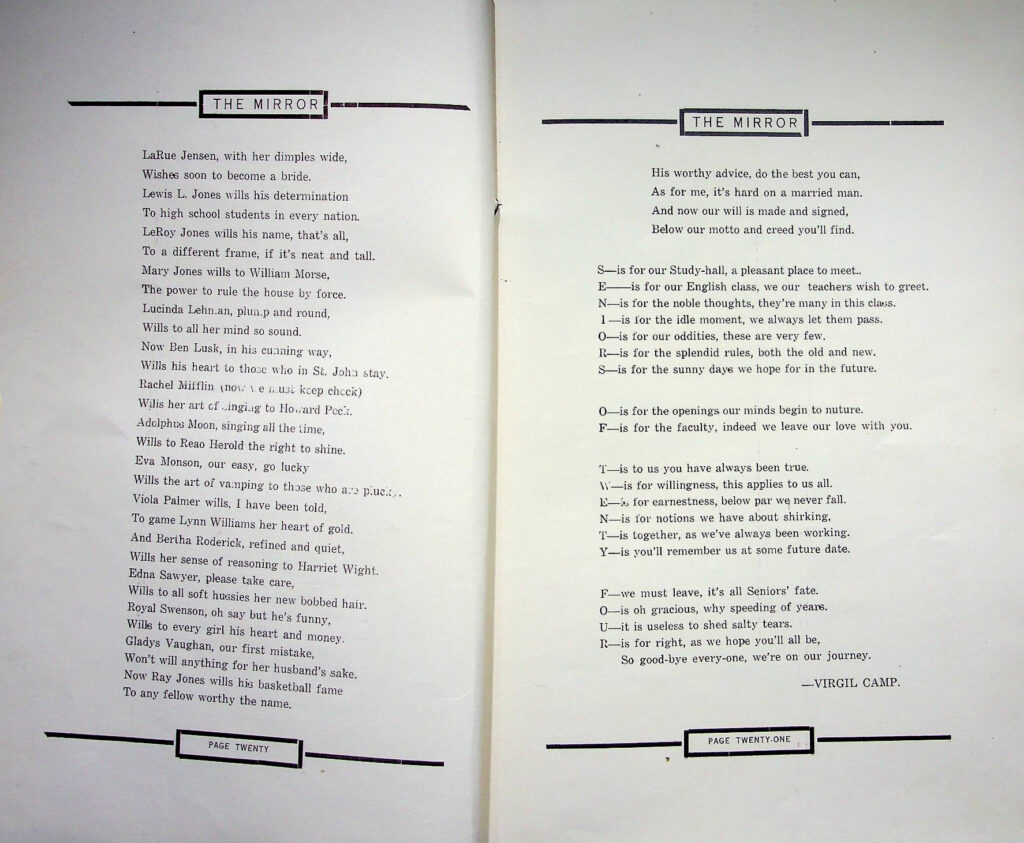 THE MIRROR
LaRue Jensen, with her dimples wide,
Wishes soon to become a bride.
Lewis L. Jones wills his determination
To high school students in every nation.
LeRoy Jones wills his name, that's all,
To a different frame, if it's neat and tall.
Mary Jones wills to William Morse,
The power to rule the house by force.
Lucinda Lehman, plump and round,
Wills to all her mind so sound.
Now Ben Lusk, in his cunning way,
Wills his heart to those who in St. John stay.
Rachel Mifflin (now we must keep check)
Wills her art of singing to Howard Peck.
Adolphus Moon, singing all the time,
Wills to Reao Herold the right to shine.
Eva Monson, our easy, go lucky
Wills the art of vamping to those who are plucky.
Viola Palmer wills, I have been told,
To game Lynn Williams her heart of gold.
And Bertha Roderick, refined and quiet,
Wills her sense of reasoning to Harriet Wight.
Edna Sawyer, please take care,
Wills to all soft hussies her new bobbed hair.
Royal Swenson, oh say but he's funny,
Wills to every girl his heart and money.
Gladys Vaughan, our first mistake,
Won't will anything for her husband's sake.
Now Ray Jones wills his basketball fame
To any fellow worthy the name.
PAGE TWENTY
THE MIRROR
His worthy advice, do the best you can,
As for me, it's hard on a married man.
And now our will is made and signed,
Below our motto and creed you'll find.
S—is for our Study-hall, a pleasant place to meet..
E——is for our English class, we our teachers wish to greet.
N—is for the noble thoughts, they're many in this class.
I—is for the idle moment, we always let them pass.
O—is for our oddities, these are very few.
R—is for the splendid rules, both the old and new.
S—is for the sunny days we hope for in the future.
O—is for the openings our minds begin to nuture.
F—is for the faculty, indeed we leave our love with you.
T—is to us you have always been true.
W—is for willingness, this applies to us all.
E—is for earnestness, below par we never fall.
N—is for notions we have about shirking,
T—is together, as we've always been working.
Y—is you'll remember us at some future date.
F—we must leave, it's all Seniors' fate.
O—is oh gracious, why speeding of years.
U—it is useless to shed salty tears.
R—is for right, as we hope you'll all be,
So good-bye every-one, we're on our journey.
—VIRGIL CAMP.
PAGE TWENTY-ONE